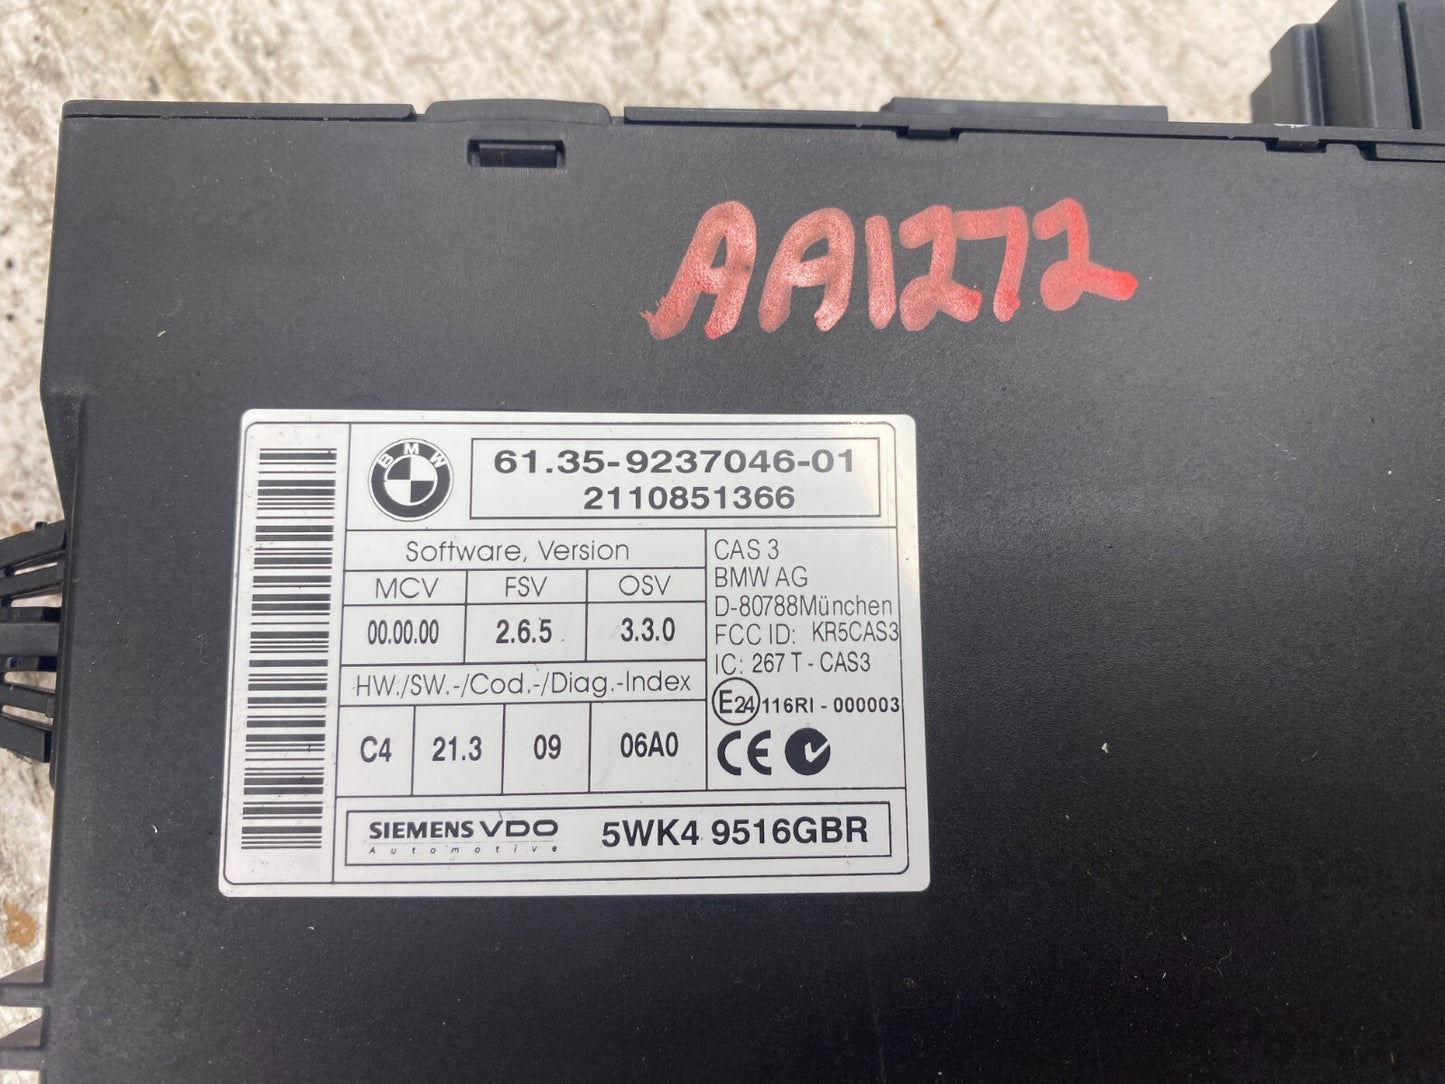 AA1272
BMW
61.35-9237046-01
2110851366
Software, Version
MCV FSV OSV
00.00.00 2.6.5 3.3.0
HW./SW.-/Cod.-/Diag.-Index
C4 21.3 09 06A0
CAS 3
BMW AG
D-80788München
FCC ID: KR5CAS3
IC: 267 T - CAS3
E24 116RI - 000003
CE
SIEMENS VDO
Automotive
5WK4 9516GBR